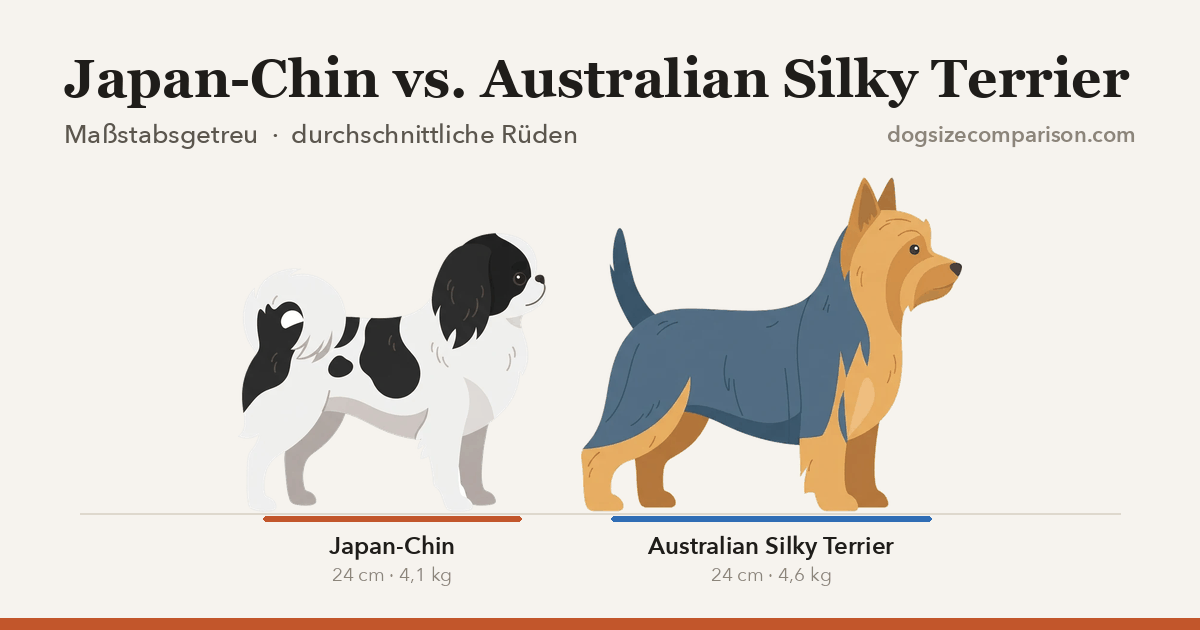 Japan-Chin vs. Australian Silky Terrier
Maßstabsgetreu · durchschnittliche Rüden
dogsizecomparison.com
Japan-Chin
24 cm · 4,1 kg
Australian Silky Terrier
24 cm · 4,6 kg